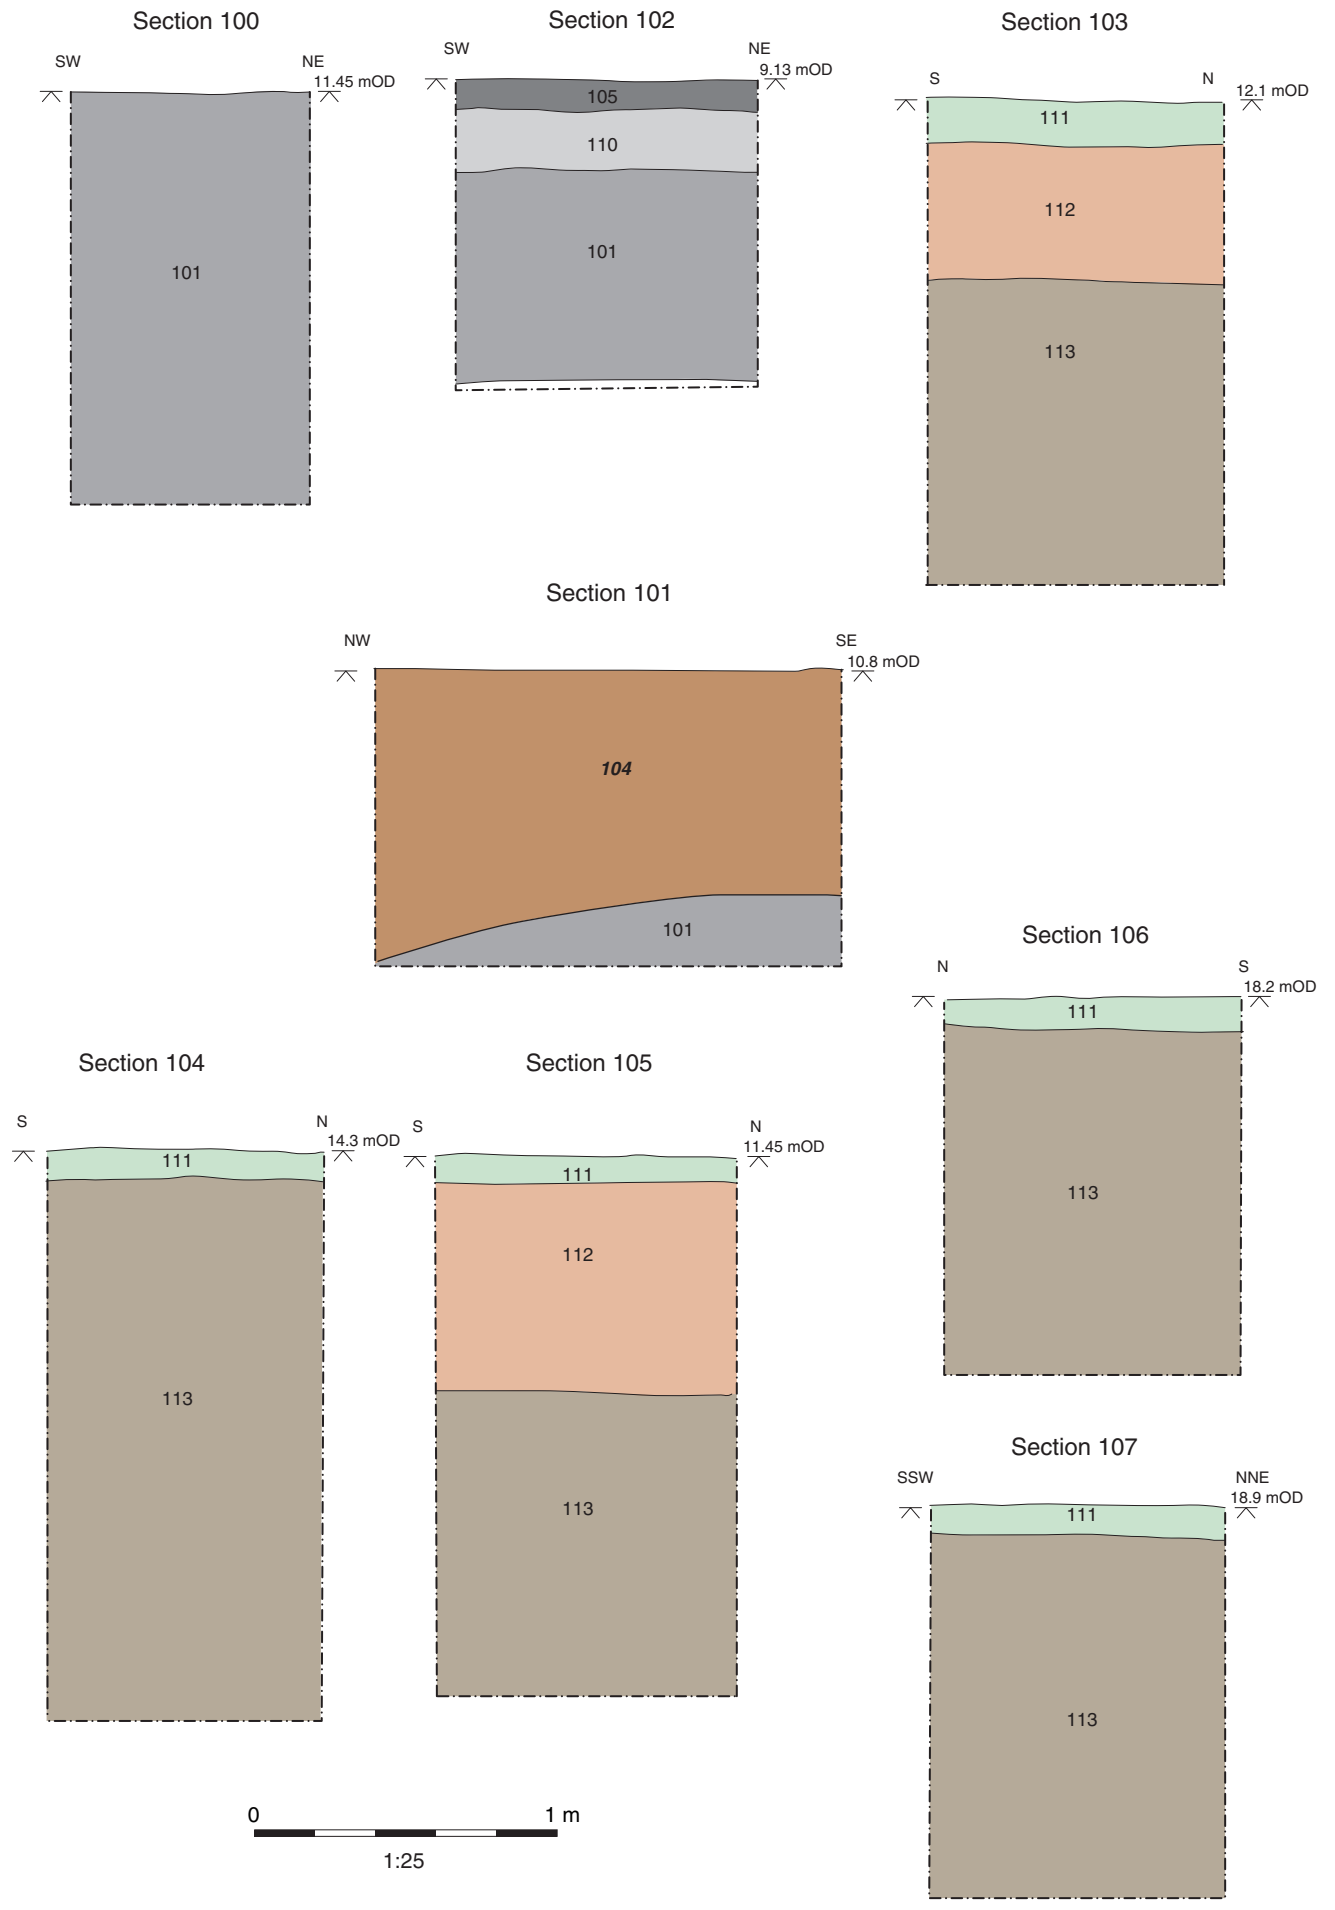 Section 100
SW
NE
11.45 mOD
101
Section 102
SW
NE
9.13 mOD
105
110
101
Section 103
S
N
12.1 mOD
111
112
113
Section 101
NW
SE
10.8 mOD
104
101
Section 106
N
S
18.2 mOD
111
113
Section 104
S
N
14.3 mOD
111
113
Section 105
S
N
11.45 mOD
111
112
113
Section 107
SSW
NNE
18.9 mOD
111
113
0
1 m
1:25